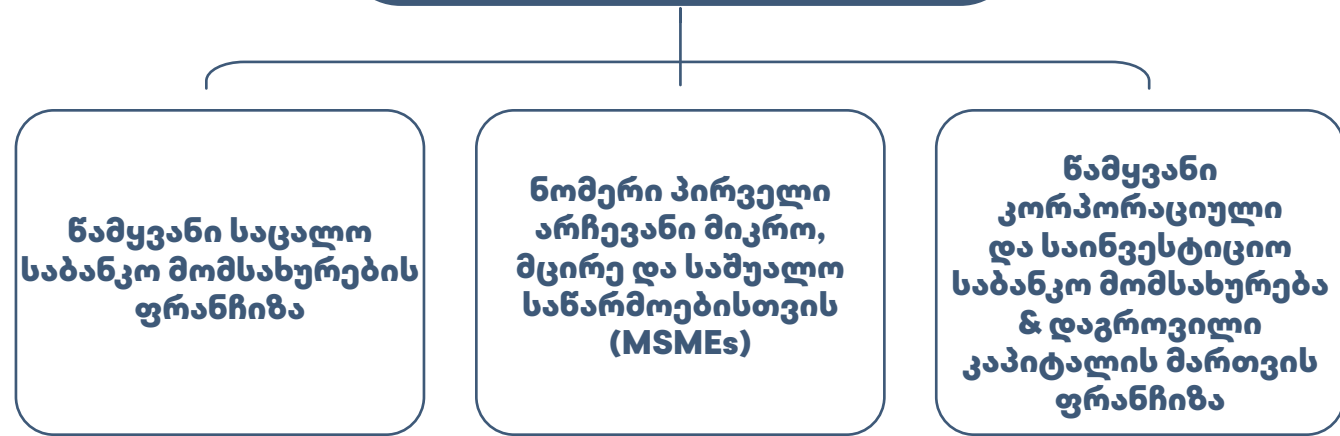 წამყვანი საცალო
საბანკო მომსახურების
ფრანჩიზა
ნომერი პირველი
არჩევანი მიკრო,
მცირე და საშუალო
საწარმოებისთვის
(MSMEs)
წამყვანი
კორპორაციული
და საინვესტიციო
საბანკო მომსახურება
& დაგროვილი
კაპიტალის მართვის
ფრანჩიზა